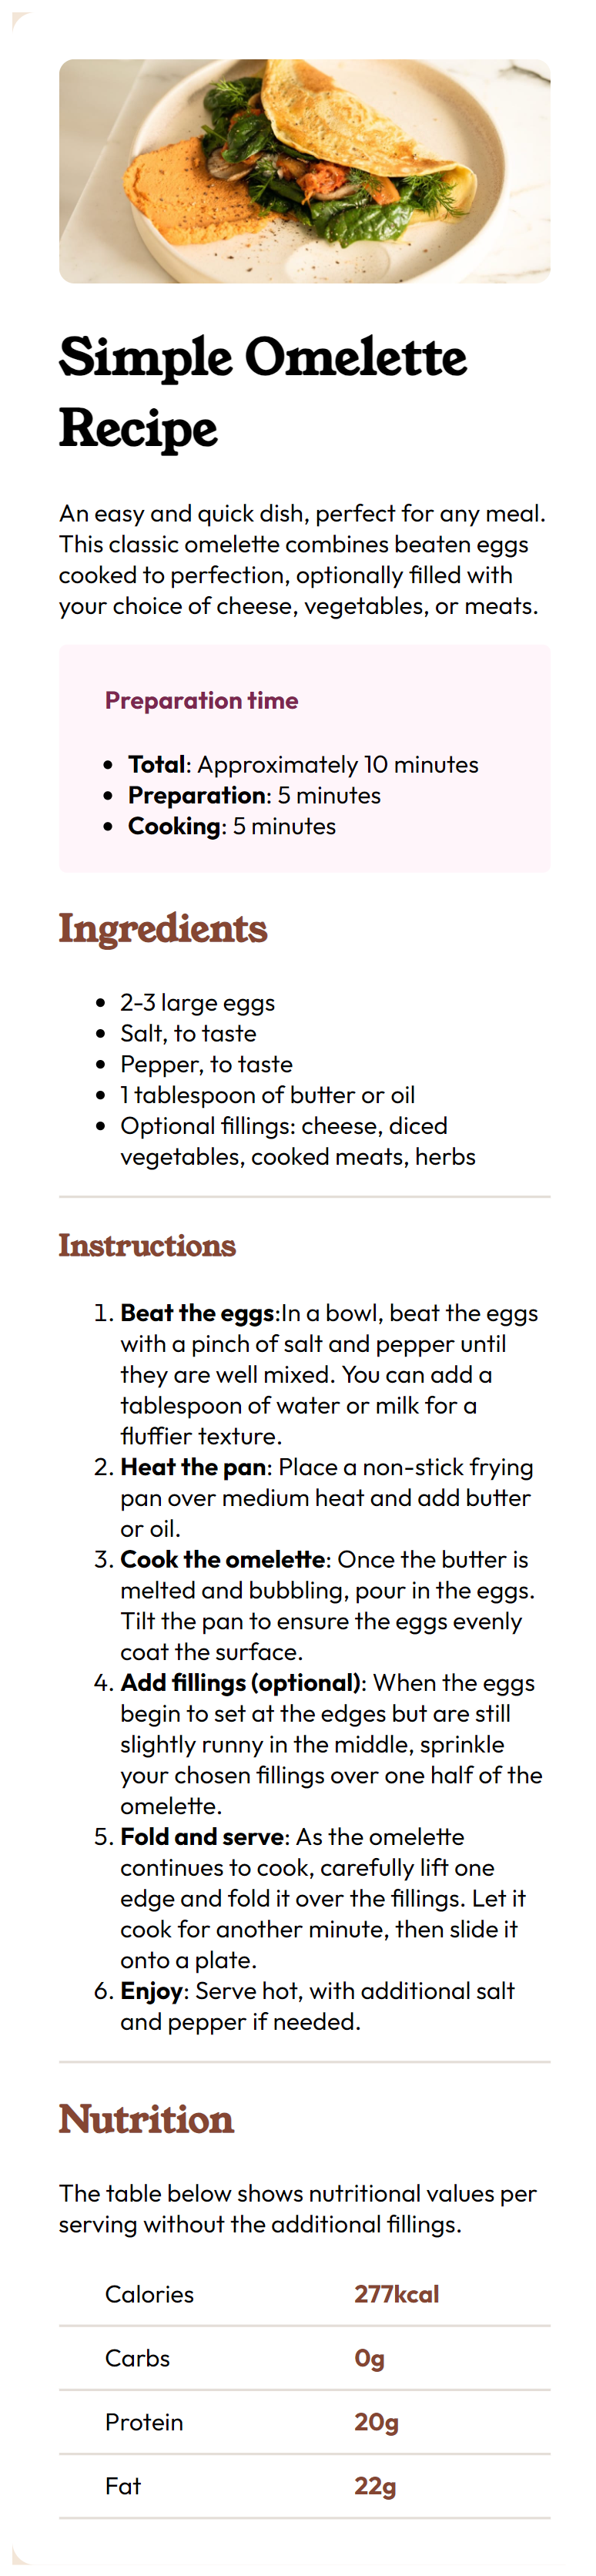 Simple Omelette
Recipe
An easy and quick dish, perfect for any meal.
This classic omelette combines beaten eggs
cooked to perfection, optionally filled with
your choice of cheese, vegetables, or meats.
Preparation time
• Total: Approximately 10 minutes
• Preparation: 5 minutes
• Cooking: 5 minutes
Ingredients
• 2-3 large eggs
• Salt, to taste
• Pepper, to taste
• 1 tablespoon of butter or oil
• Optional fillings: cheese, diced
vegetables, cooked meats, herbs
Instructions
1. Beat the eggs:In a bowl, beat the eggs
with a pinch of salt and pepper until
they are well mixed. You can add a
tablespoon of water or milk for a
fluffier texture.
2. Heat the pan: Place a non-stick frying
pan over medium heat and add butter
or oil.
3. Cook the omelette: Once the butter is
melted and bubbling, pour in the eggs.
Tilt the pan to ensure the eggs evenly
coat the surface.
4. Add fillings (optional): When the eggs
begin to set at the edges but are still
slightly runny in the middle, sprinkle
your chosen fillings over one half of the
omelette.
5. Fold and serve: As the omelette
continues to cook, carefully lift one
edge and fold it over the fillings. Let it
cook for another minute, then slide it
onto a plate.
6. Enjoy: Serve hot, with additional salt
and pepper if needed.
Nutrition
The table below shows nutritional values per
serving without the additional fillings.
Calories 277kcal
Carbs 0g
Protein 20g
Fat 22g